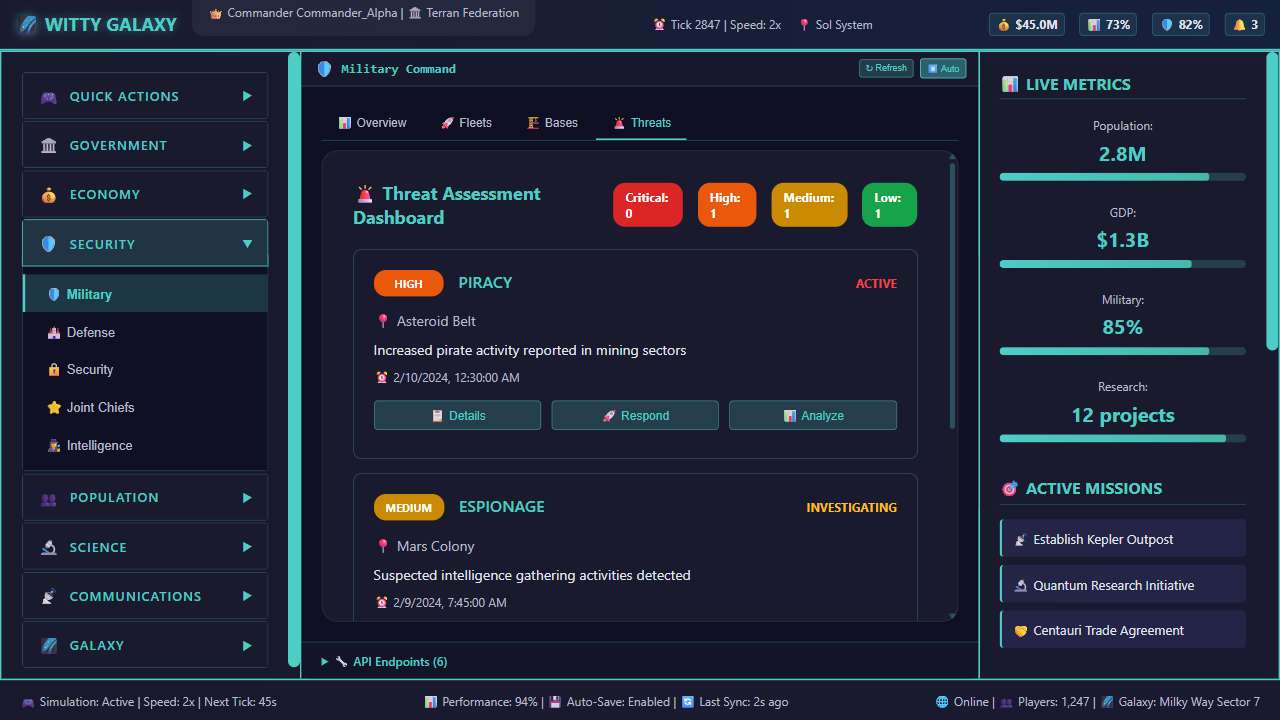 WITTY GALAXY
Commander Commander_Alpha | Terran Federation
Tick 2847 | Speed: 2x
Sol System
$45.0M
73%
82%
3
QUICK ACTIONS
GOVERNMENT
ECONOMY
SECURITY
Military
Defense
Security
Joint Chiefs
Intelligence
POPULATION
SCIENCE
COMMUNICATIONS
GALAXY
Military Command
↻ Refresh
Auto
Overview
Fleets
Bases
Threats
Threat Assessment
Dashboard
Critical:
0
High:
1
Medium:
1
Low:
1
HIGH
PIRACY
ACTIVE
Asteroid Belt
Increased pirate activity reported in mining sectors
2/10/2024, 12:30:00 AM
Details
Respond
Analyze
MEDIUM
ESPIONAGE
INVESTIGATING
Mars Colony
Suspected intelligence gathering activities detected
2/9/2024, 7:45:00 AM
API Endpoints (6)
LIVE METRICS
Population:
2.8M
GDP:
$1.3B
Military:
85%
Research:
12 projects
ACTIVE MISSIONS
Establish Kepler Outpost
Quantum Research Initiative
Centauri Trade Agreement
Simulation: Active | Speed: 2x | Next Tick: 45s
Performance: 94% | Auto-Save: Enabled | Last Sync: 2s ago
Online | Players: 1,247 | Galaxy: Milky Way Sector 7